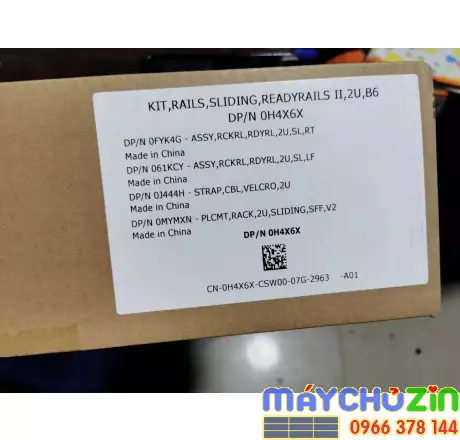 KIT,RAILS,SLIDING,READYRAILS II,2U,B6
DP/N 0H4X6X
DP/N 0FYK4G - ASSY,RCKRL,RDYRL,2U,SL,RT
Made in China
DP/N 061KCY - ASSY,RCKRL,RDYRL,2U,SL,LF
Made in China
DP/N 0J444H - STRAP,CBL,VELCRO,2U
Made in China
DP/N 0MYMXN - PLCMT,RACK,2U,SLIDING,SFF,V2
Made in China
DP/N 0H4X6X
CN-0H4X6X-CSW00-07G-2963 -A01
MÁYCHỦZIN
0966 378 144